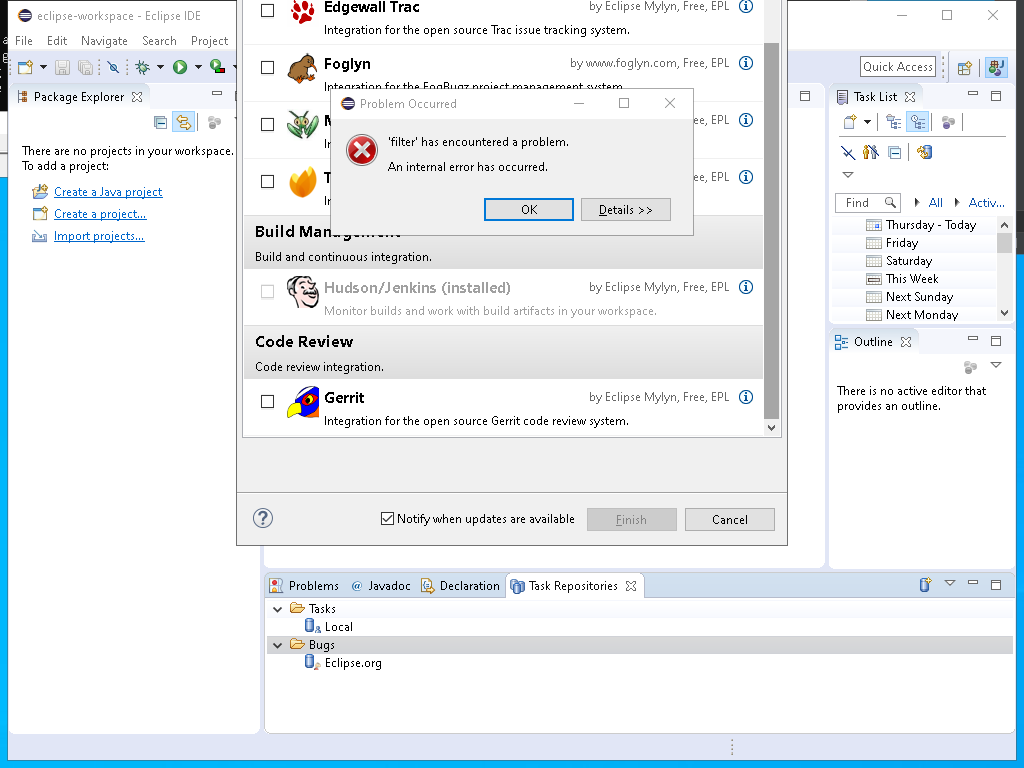 eclipse-workspace - Eclipse IDE
File Edit Navigate Search Project
Quick Access
Package Explorer
There are no projects in your workspace.
To add a project:
Create a Java project
Create a project...
Import projects...
Edgewall Trac
by Eclipse Mylyn, Free, EPL
Integration for the open source Trac issue tracking system.
Foglyn
by www.foglyn.com, Free, EPL
Integration for the FogBugz project management system.
Problem Occurred
'filter' has encountered a problem.
An internal error has occurred.
OK
Details >>
ee, EPL
ee, EPL
Build Management
Build and continuous integration.
Hudson/Jenkins (installed)
by Eclipse Mylyn, Free, EPL
Monitor builds and work with build artifacts in your workspace.
Code Review
Code review integration.
Gerrit
by Eclipse Mylyn, Free, EPL
Integration for the open source Gerrit code review system.
Notify when updates are available
Finish
Cancel
Task List
Find
All
Activ...
Thursday - Today
Friday
Saturday
This Week
Next Sunday
Next Monday
Outline
There is no active editor that
provides an outline.
Problems
@ Javadoc
Declaration
Task Repositories
Tasks
Local
Bugs
Eclipse.org